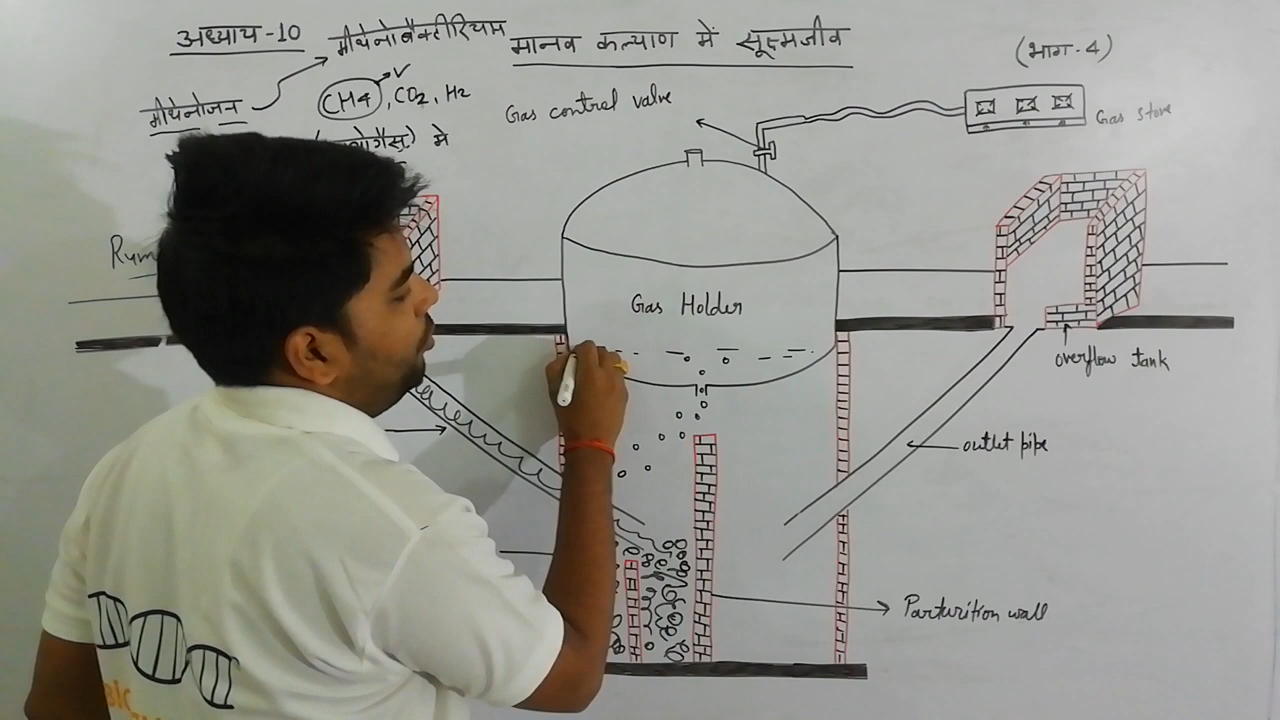 अध्याय-10
मीथेनोबैक्टीरियम
मानव कल्याण में सूक्ष्मजीव
(भाग-4)
मीथेनोजन
CH4, CO2, H2
Gas control valve
Gas stove
में
Rum
Gas Holder
overflow tank
outlet pipe
Parturition wall